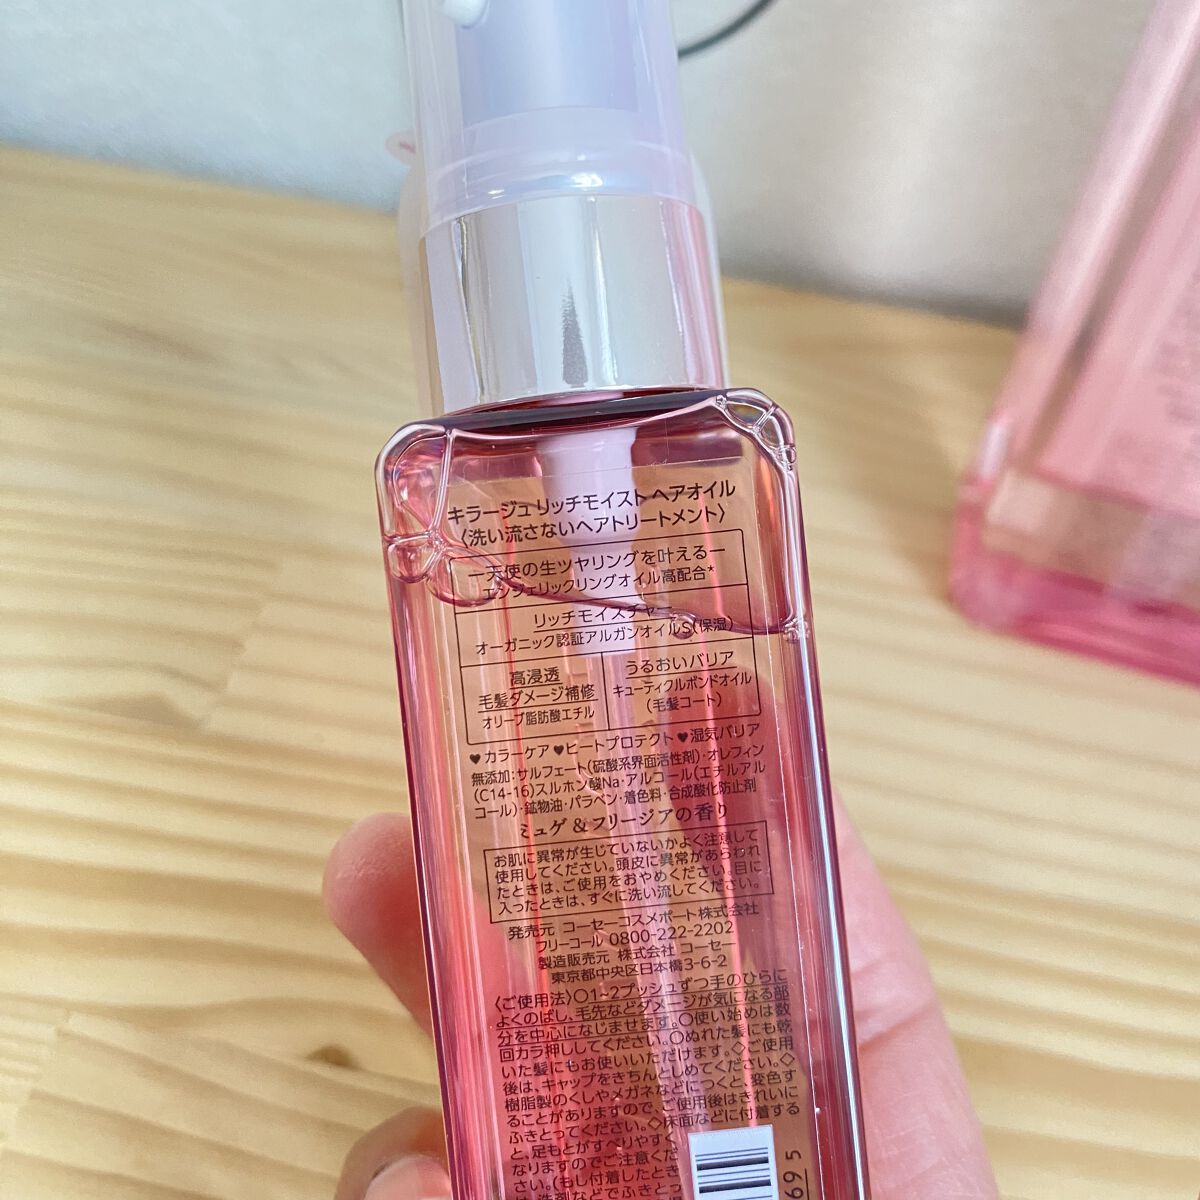 キラージュ リッチモイスト ヘアオイル
〈洗い流さないヘアトリートメント〉
―天使の生ツヤリングを叶える―
エンジェリックリングオイル高配合*
リッチモイスチャー
オーガニック認証アルガンオイルS(保湿)
高浸透
毛髪ダメージ補修
オリーブ脂肪酸エチル
うるおいバリア
キューティクルボンドオイル
(毛髪コート)
♥カラーケア♥ヒートプロテクト♥湿気バリア
無添加:サルフェート(硫酸系界面活性剤)・オレフィン
(C14-16)スルホン酸Na・アルコール(エチルアル
コール)・鉱物油・パラベン・着色料・合成酸化防止剤
ミュゲ&フリージアの香り
お肌に異常が生じていないかよく注意して
使用してください。頭皮に異常があらわれ
たときは、ご使用をおやめください。目に
入ったときは、すぐに洗い流してください。
発売元 コーセーコスメポート株式会社
フリーコール 0800-222-2202
製造販売元 株式会社 コーセー
東京都中央区日本橋3-6-2
〈ご使用法〉○1~2プッシュずつ手のひらに
よくのばし、毛先などダメージが気になる部
分を中心になじませます。○使い始めは数
回カラ押ししてください。○ぬれた髪にも乾
いた髪にもお使いいただけます。◇ご使用
後は、キャップをきちんとしめてください。◇
樹脂製のくしやメガネなどにつくと、変色す
ることがありますので、ご使用後はきれいに
ふきとってください。◇床面などに付着する
と、足もとがすべりやすく
なりますのでご注意くだ
さい。(もし付着したとき
は、洗剤などでふきと
695